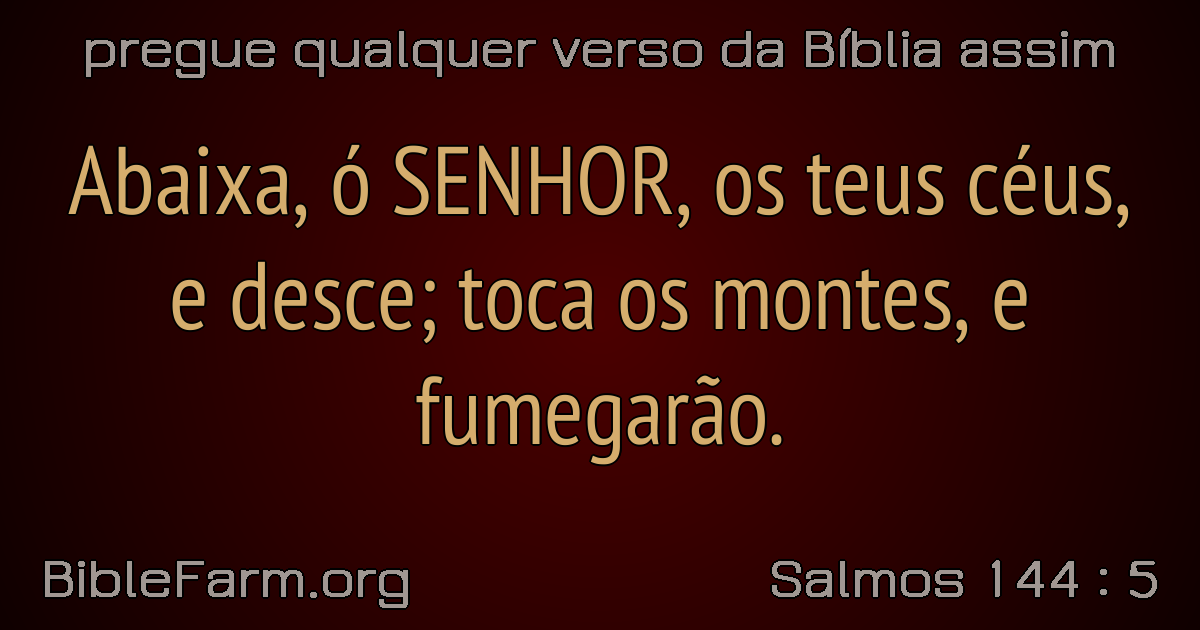 pregue qualquer verso da Bíblia assim
Abaixa, ó SENHOR, os teus céus,
e desce; toca os montes, e
fumegarão.
BibleFarm.org
Salmos 144 : 5